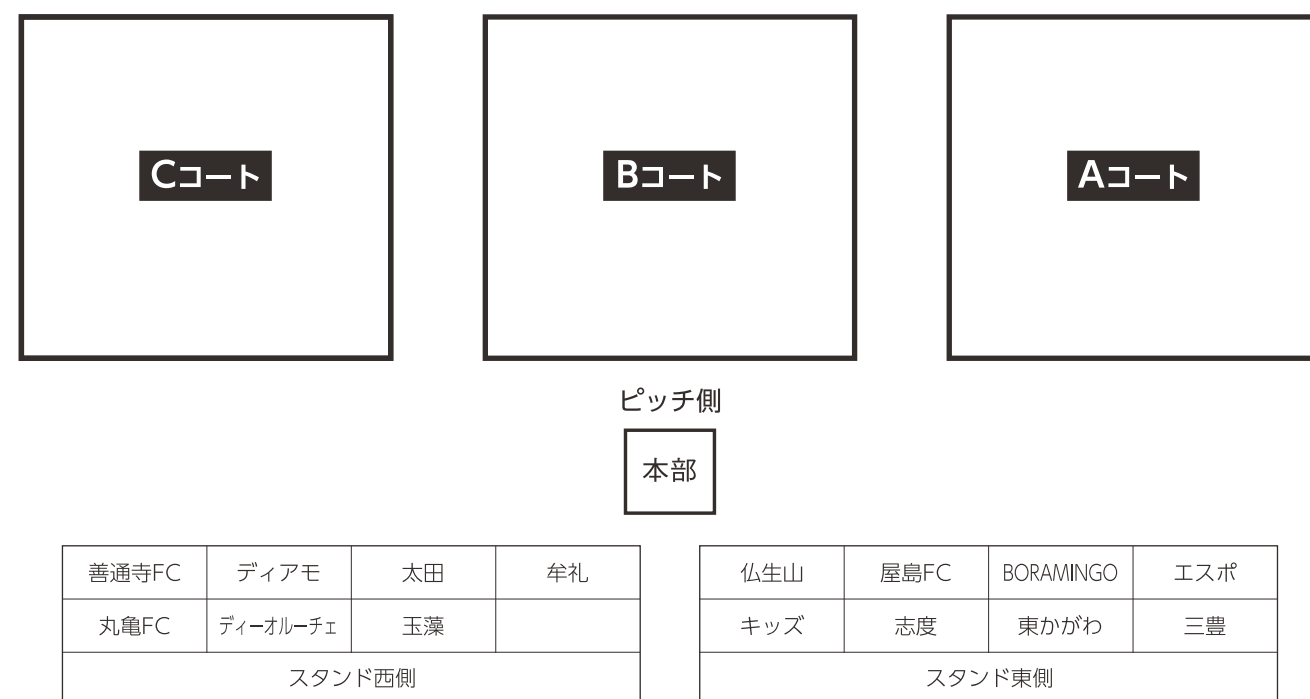 Cコート Bコート Aコート
ピッチ側
本部
善通寺FC ディアモ 太田 牟礼 仏生山 屋島FC BORAMINGO エスポ
丸亀FC ディーオルーチェ 玉藻 キッズ 志度 東かがわ 三豊
スタンド西側 スタンド東側